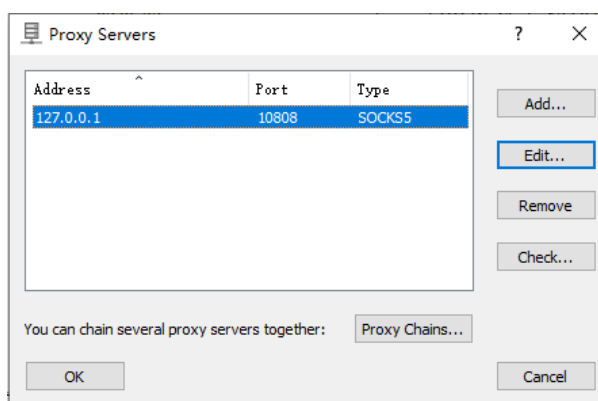 Proxy Servers
?
Address Port Type
127.0.0.1 10808 SOCKS5
Add...
Edit...
Remove
Check...
You can chain several proxy servers together: Proxy Chains...
OK Cancel